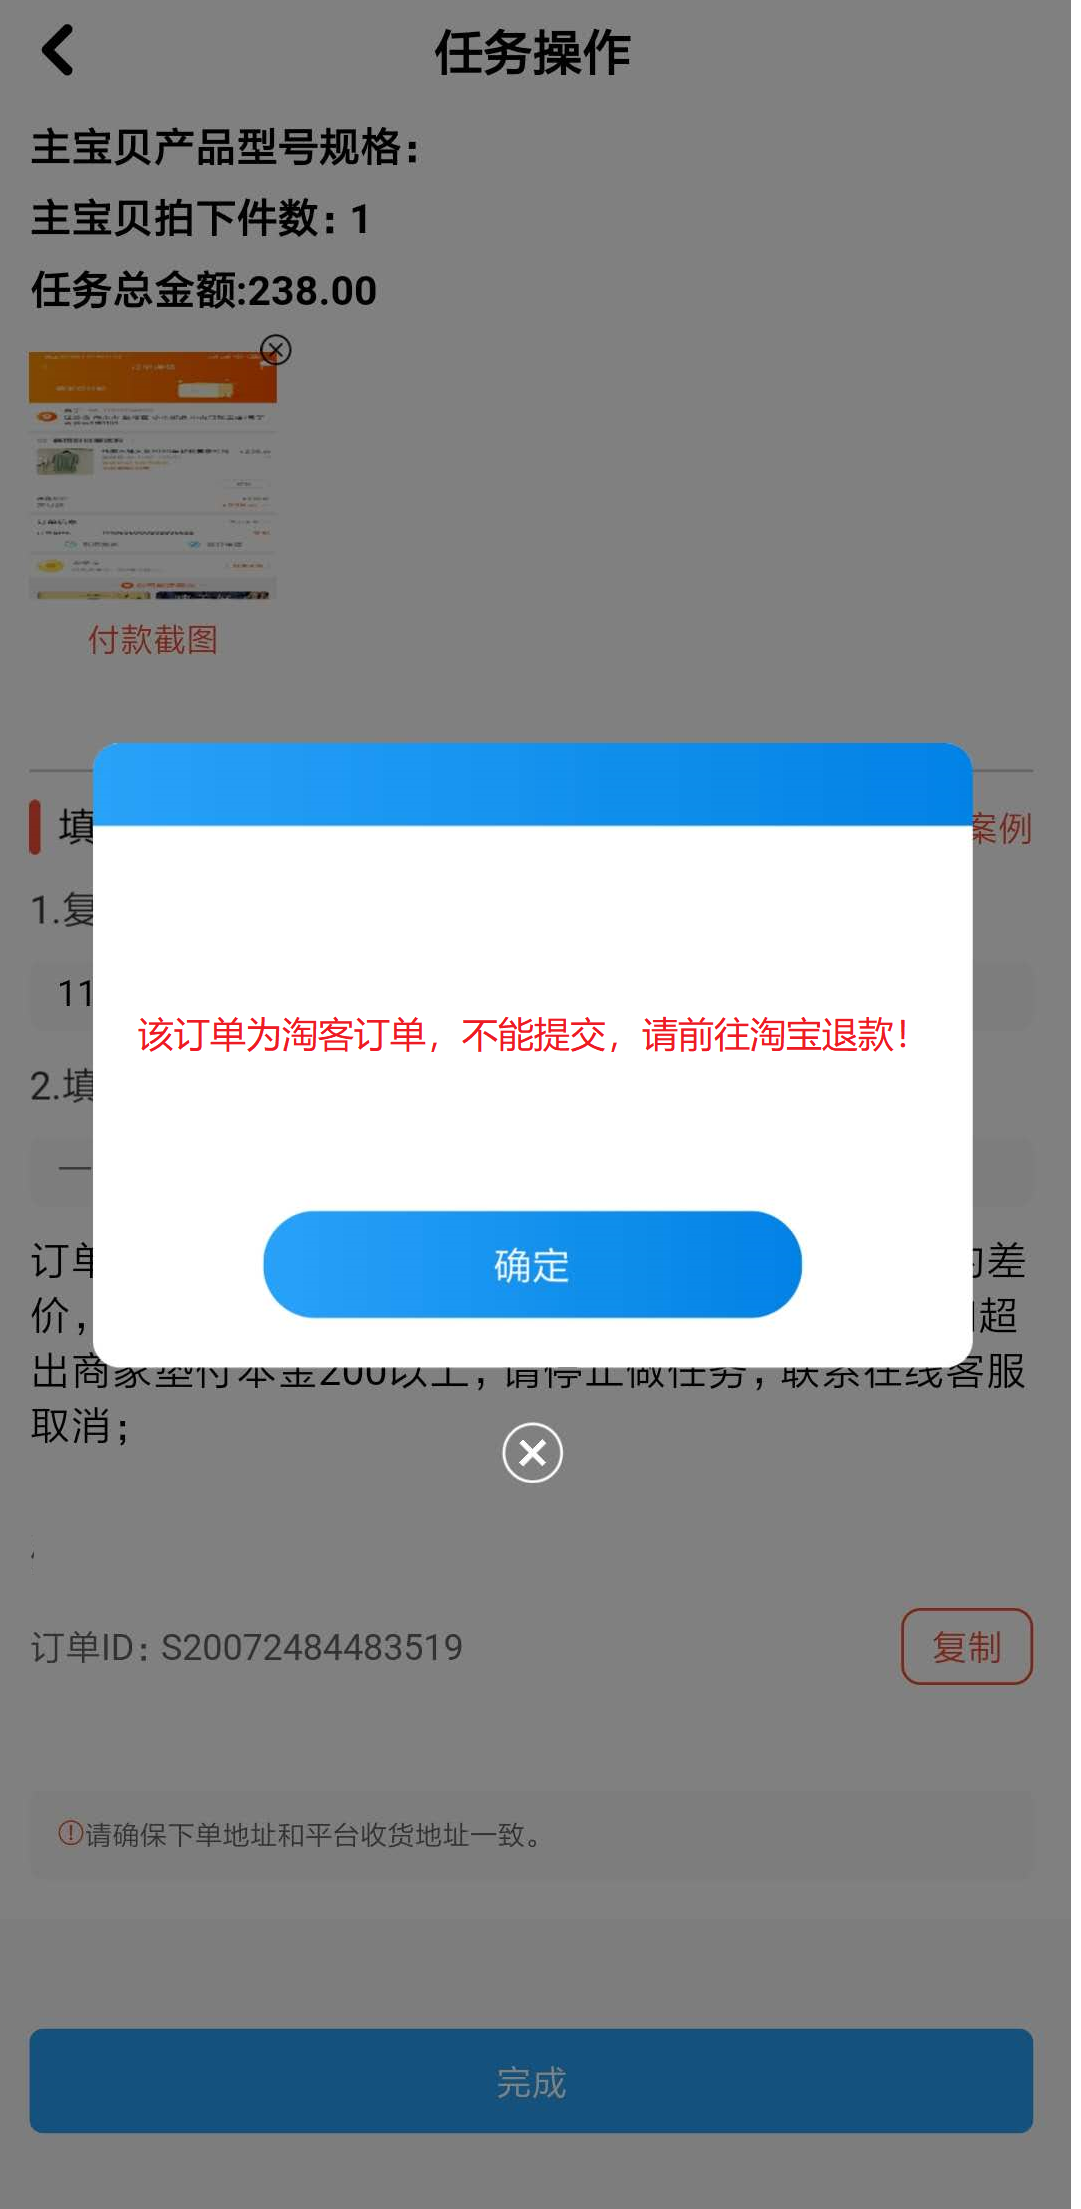 任务操作
主宝贝产品型号规格：
主宝贝拍下件数：1
任务总金额:238.00
付款截图
填
案例
1.复
11
该订单为淘客订单，不能提交，请前往淘宝退款！
2.填
一
确定
订单
的差
价，
超
出商家垫付本金200以上，请停止做任务，联系在线客服
取消；
订单ID：S20072484483519
复制
请确保下单地址和平台收货地址一致。
完成